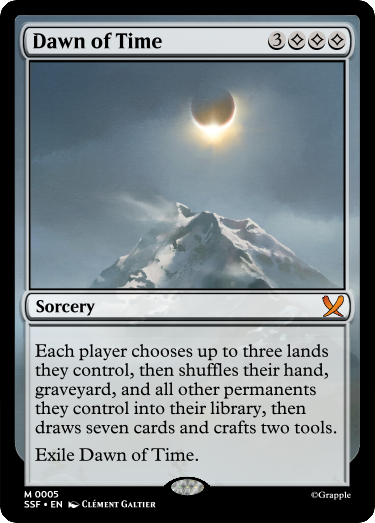 Dawn of Time 3
Sorcery
Each player chooses up to three lands
they control, then shuffles their hand,
graveyard, and all other permanents
they control into their library, then
draws seven cards and crafts two tools.
Exile Dawn of Time.
M 0005
SSF • EN Clément Galtier
©Grapple